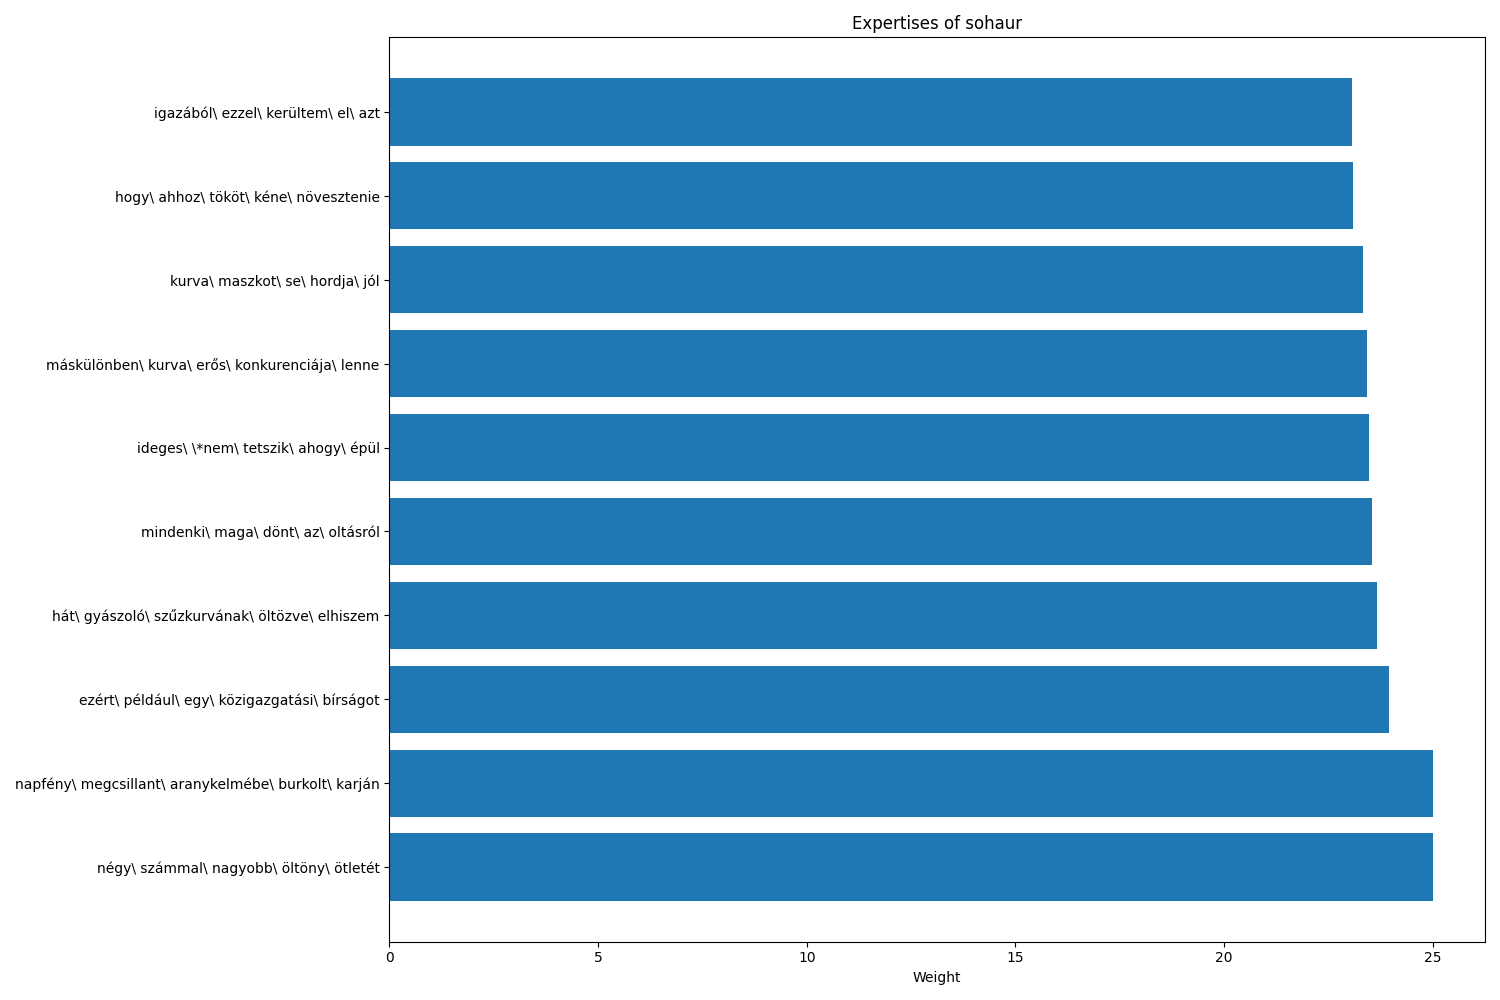 Expertises of sohaur
igazából\ ezzel\ kerültem\ el\ azt
hogy\ ahhoz\ tököt\ kéne\ növesztenie
kurva\ maszkot\ se\ hordja\ jól
máskülönben\ kurva\ erős\ konkurenciája\ lenne
ideges\ \*nem\ tetszik\ ahogy\ épül
mindenki\ maga\ dönt\ az\ oltásról
hát\ gyászoló\ szűzkurvának\ öltözve\ elhiszem
ezért\ például\ egy\ közigazgatási\ bírságot
napfény\ megcsillant\ aranykelmébe\ burkolt\ karján
négy\ számmal\ nagyobb\ öltöny\ ötletét
0 5 10 15 20 25
Weight